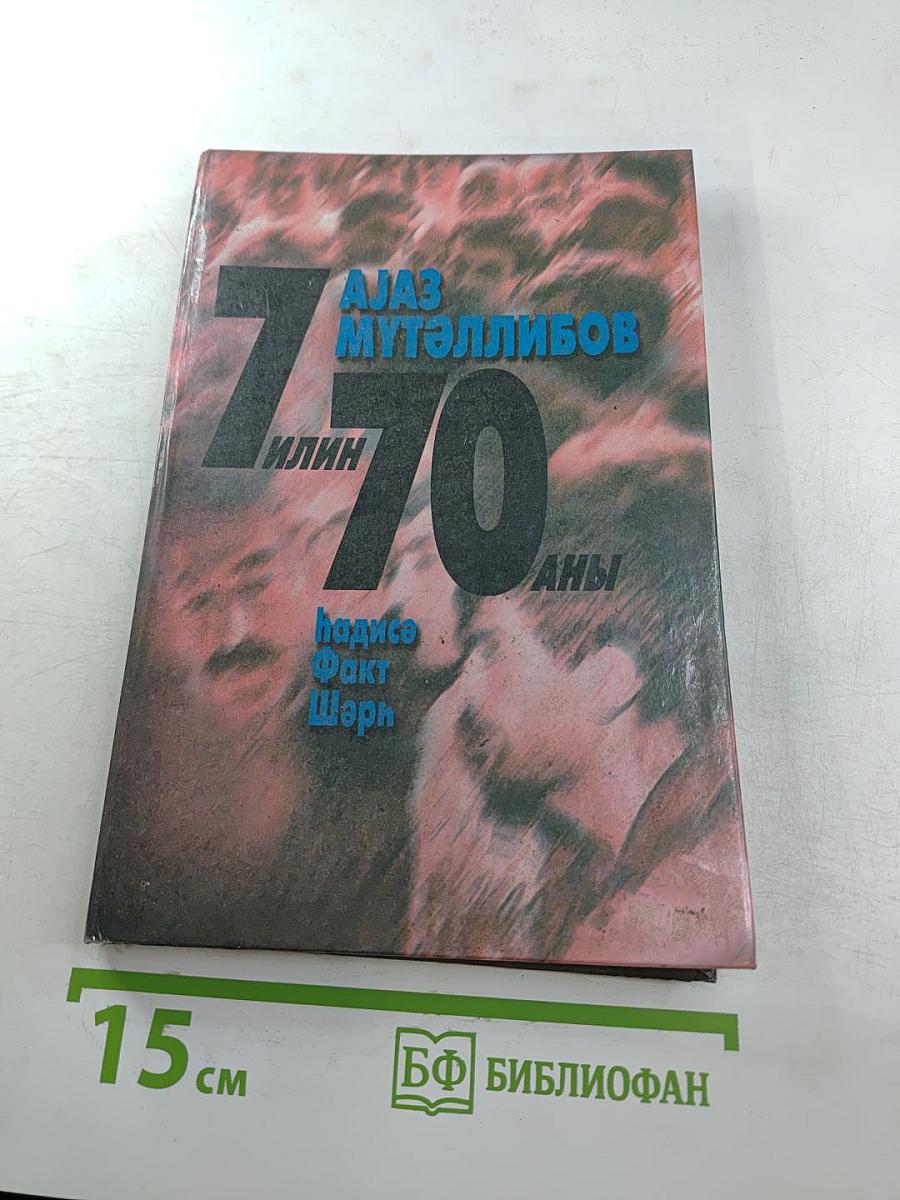 АЈАЗ
МҮТӘЛЛИБОВ
7 илин
70 аны
Һадисә
Факт
Шәрһ
15 см
БФ БИБЛИОФАН